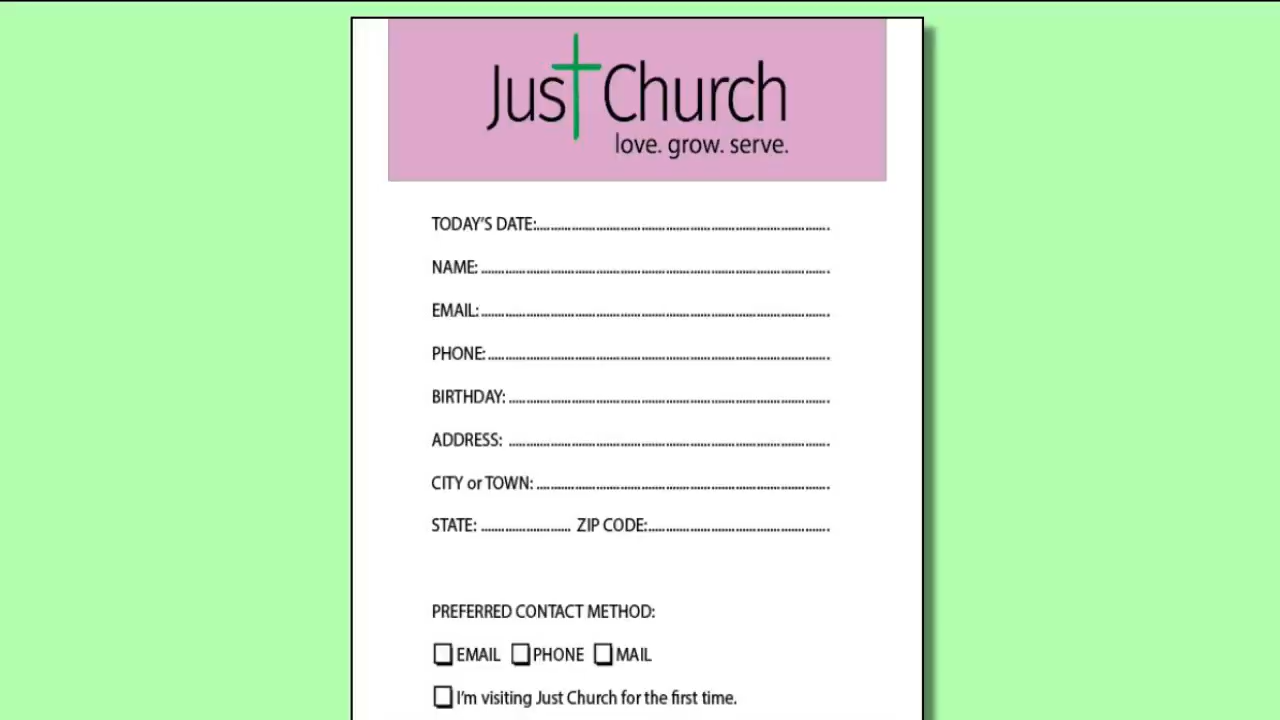 Just Church
love. grow. serve.
TODAY'S DATE:
NAME:
EMAIL:
PHONE:
BIRTHDAY:
ADDRESS:
CITY or TOWN:
STATE: ZIP CODE:
PREFERRED CONTACT METHOD:
EMAIL PHONE MAIL
I'm visiting Just Church for the first time.